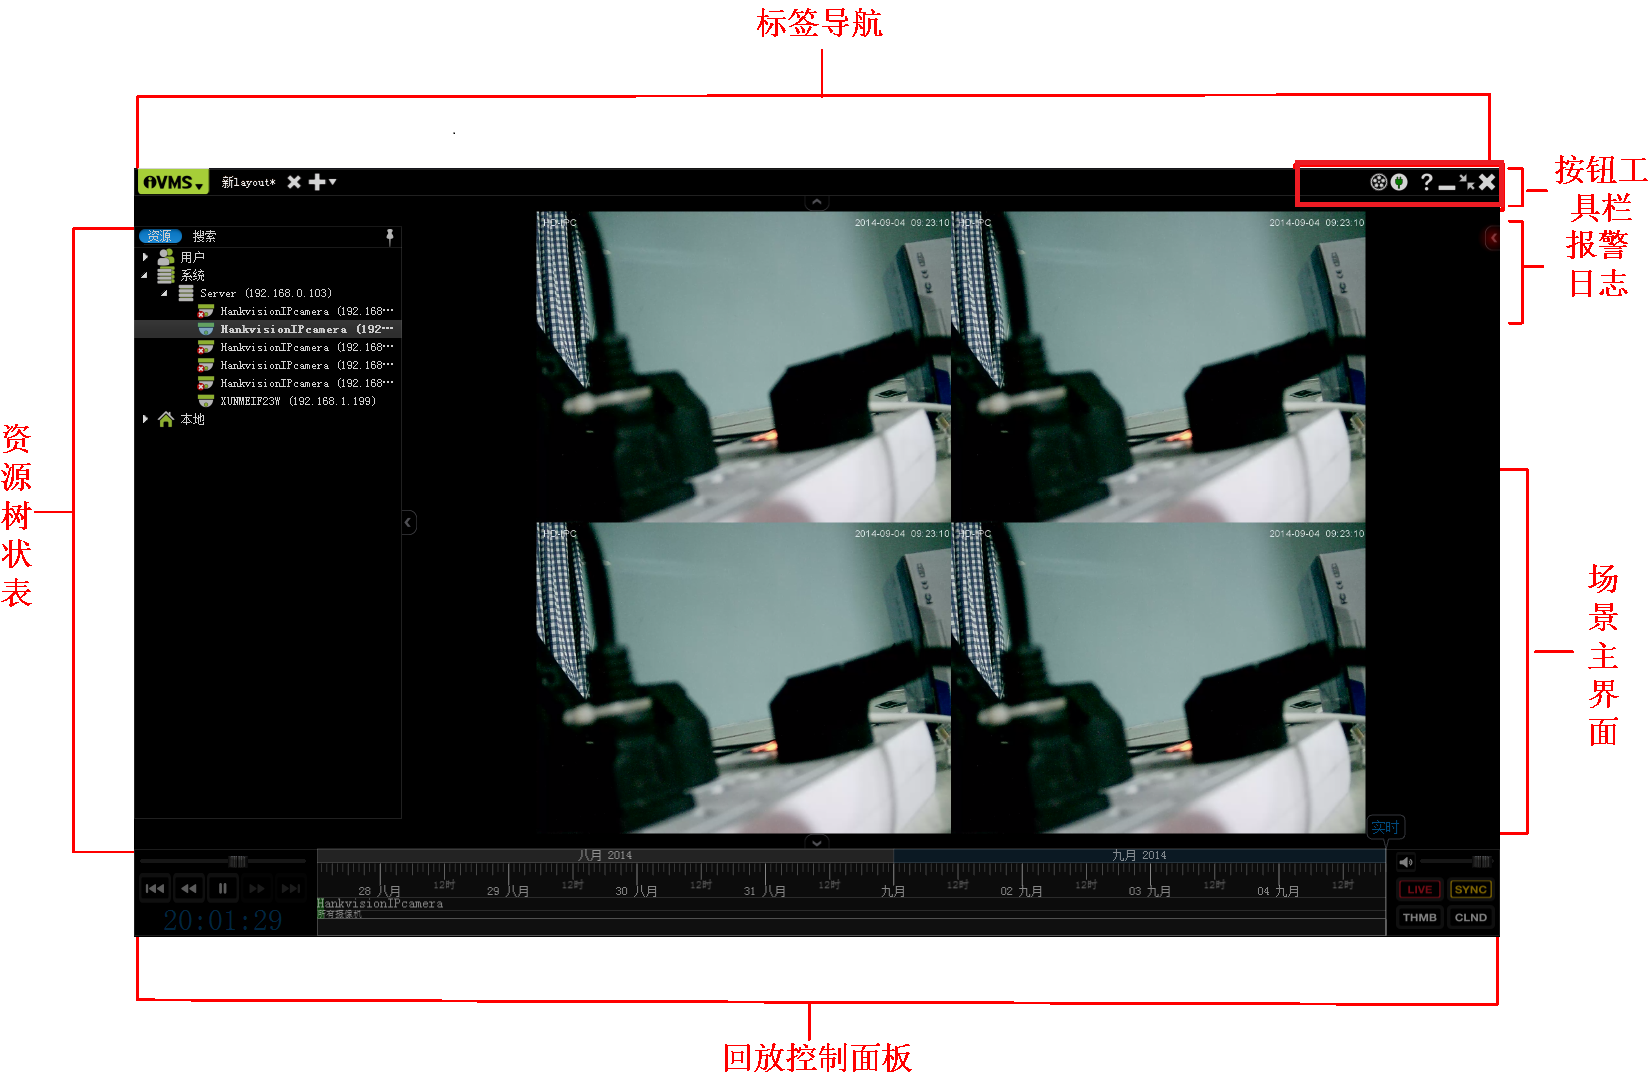 标签导航
iVMS
新layout*
按钮工
具栏
报警
日志
资源 搜索
用户
系统
Server (192.168.0.103)
HankvisionIPcamera (192.168···
HankvisionIPcamera (192···
HankvisionIPcamera (192.168···
HankvisionIPcamera (192.168···
HankvisionIPcamera (192.168···
XUNMEIF23W (192.168.1.199)
本地
HD-IPC 2014-09-04 09:23:10
HD-IPC 2014-09-04 09:23:10
HD-IPC 2014-09-04 09:23:10
HD-IPC 2014-09-04 09:23:10
资
源
树
状
表
场
景
主
界
面
实时
八月 2014 九月 2014
12时 12时 12时 12时 12时 12时 12时 12时
28 八月 29 八月 30 八月 31 八月 九月 02 九月 03 九月 04 九月
HankvisionIPcamera
所有摄像机
20:01:29
LIVE SYNC
THMB CLND
回放控制面板